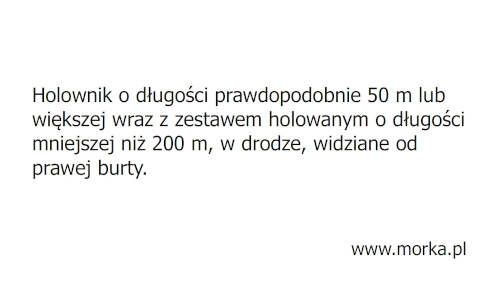 Holownik o długości prawdopodobnie 50 m lub
większej wraz z zestawem holowanym o długości
mniejszej niż 200 m, w drodze, widziane od
prawej burty.
www.morka.pl